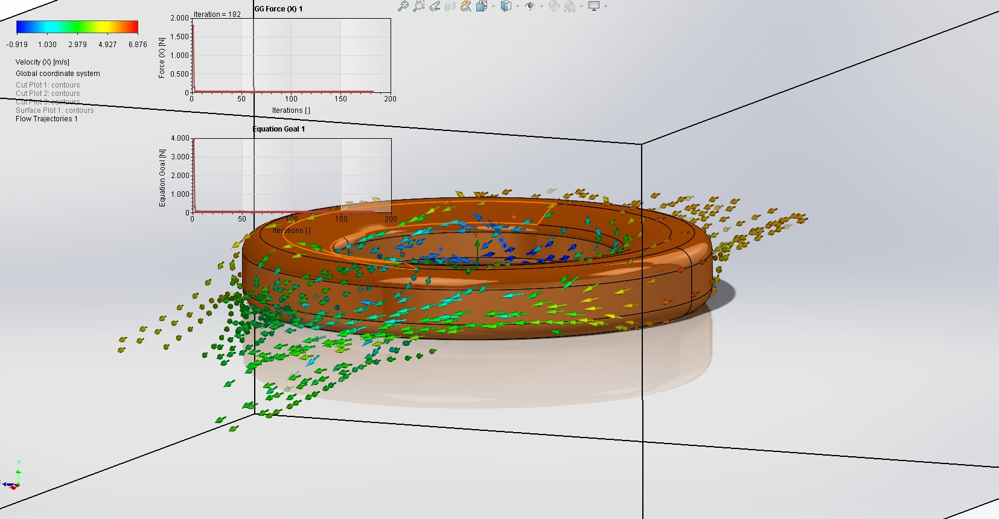 GG Force (X) 1
Iteration = 182
2.000
1.500
1.000
0.500
0
Force (X) [N]
0 50 100 150 200
Iterations [ ]
-0.919 1.030 2.979 4.927 6.876
Velocity (X) [m/s]
Global coordinate system
Cut Plot 1: contours
Cut Plot 2: contours
Cut Plot 3: contours
Surface Plot 1: contours
Flow Trajectories 1
Equation Goal 1
4.000
3.000
2.000
1.000
0
Equation Goal [N]
0 50 100 150 200
Iterations [ ]
Y
Y